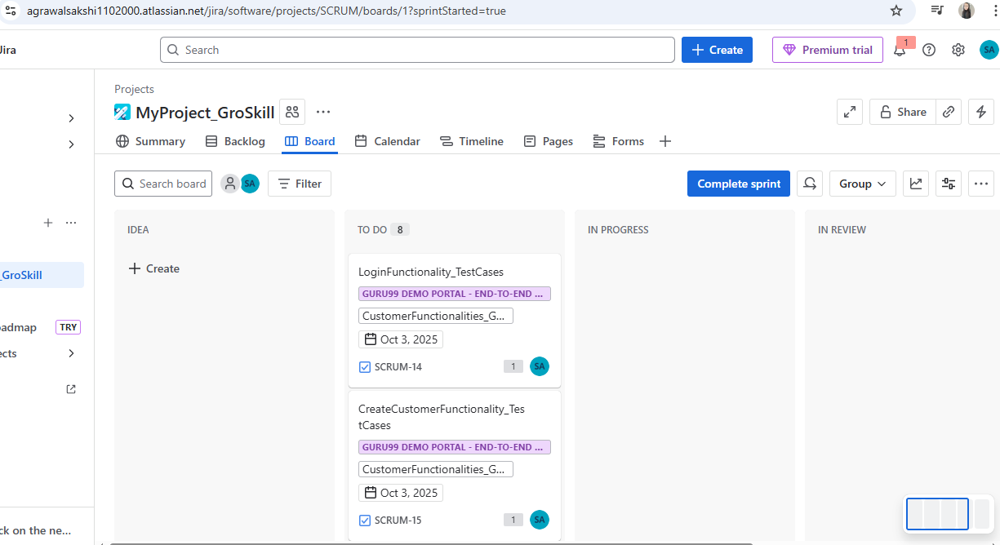 agrawalsakshi1102000.atlassian.net/jira/software/projects/SCRUM/boards/1?sprintStarted=true
Jira
Search
Create
Premium trial
1
SA
Projects
MyProject_GroSkill
Share
Summary
Backlog
Board
Calendar
Timeline
Pages
Forms
Search board
SA
Filter
Complete sprint
Group
_GroSkill
oadmap
TRY
ects
ck on the ne...
IDEA
Create
TO DO 8
LoginFunctionality_TestCases
GURU99 DEMO PORTAL - END-TO-END ...
CustomerFunctionalities_G...
Oct 3, 2025
SCRUM-14
1
SA
CreateCustomerFunctionality_Tes
tCases
GURU99 DEMO PORTAL - END-TO-END ...
CustomerFunctionalities_G...
Oct 3, 2025
SCRUM-15
1
SA
IN PROGRESS
IN REVIEW